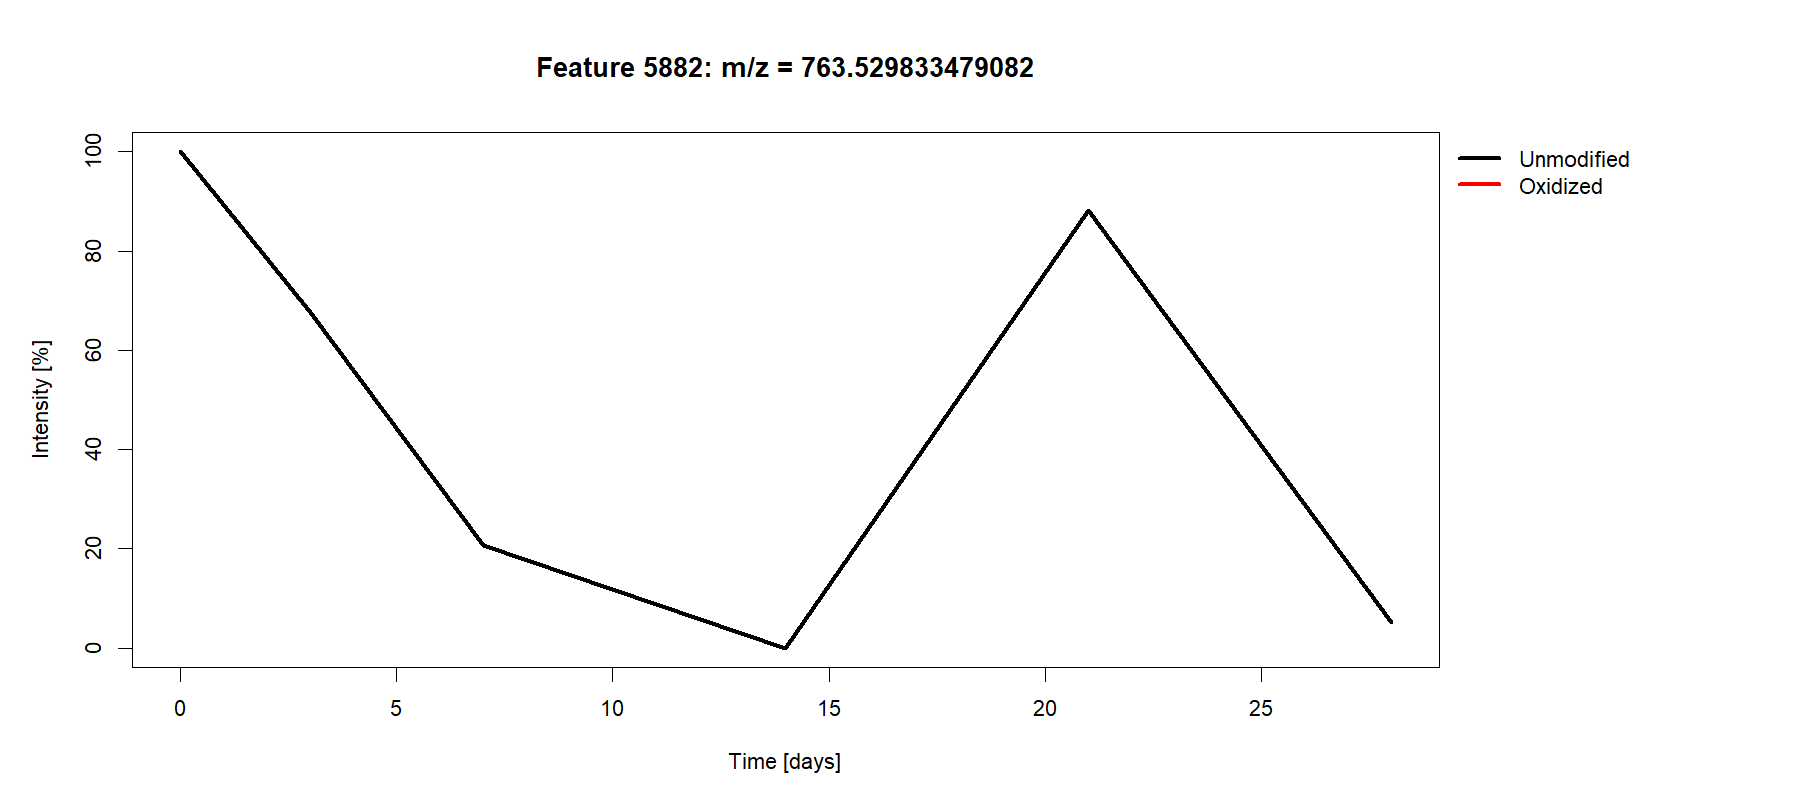 Feature 5882: m/z = 763.529833479082
Unmodified
Oxidized
Intensity [%]
100
80
60
40
20
0
0 5 10 15 20 25
Time [days]